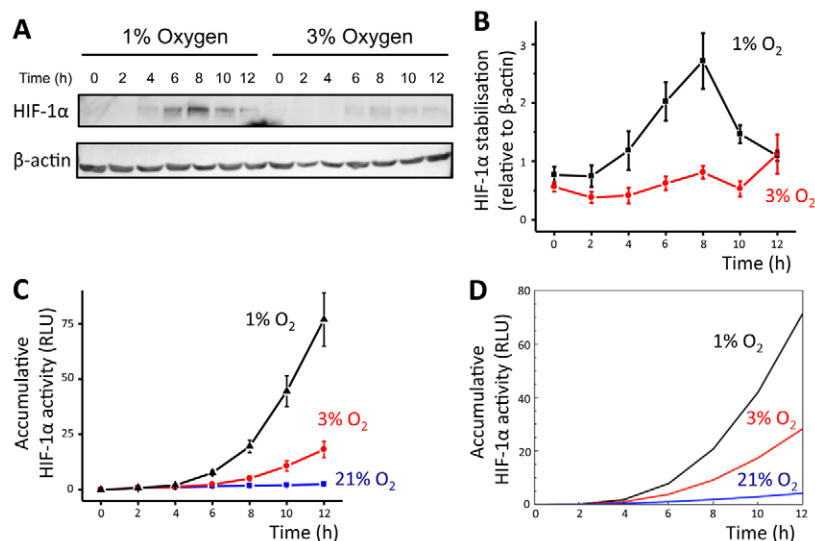 A
1% Oxygen 3% Oxygen
Time (h) 0 2 4 6 8 10 12 0 2 4 6 8 10 12
HIF-1α
β-actin
B
HIF-1α stabilisation
(relative to β-actin)
3
2
1
0
1% O₂
3% O₂
0 2 4 6 8 10 12
Time (h)
C
Accumulative
HIF-1α activity (RLU)
75
50
25
0
1% O₂
3% O₂
21% O₂
0 2 4 6 8 10 12
Time (h)
D
Accumulative
HIF-1α activity (RLU)
80
60
40
20
0
1% O₂
3% O₂
21% O₂
0 2 4 6 8 10 12
Time (h)